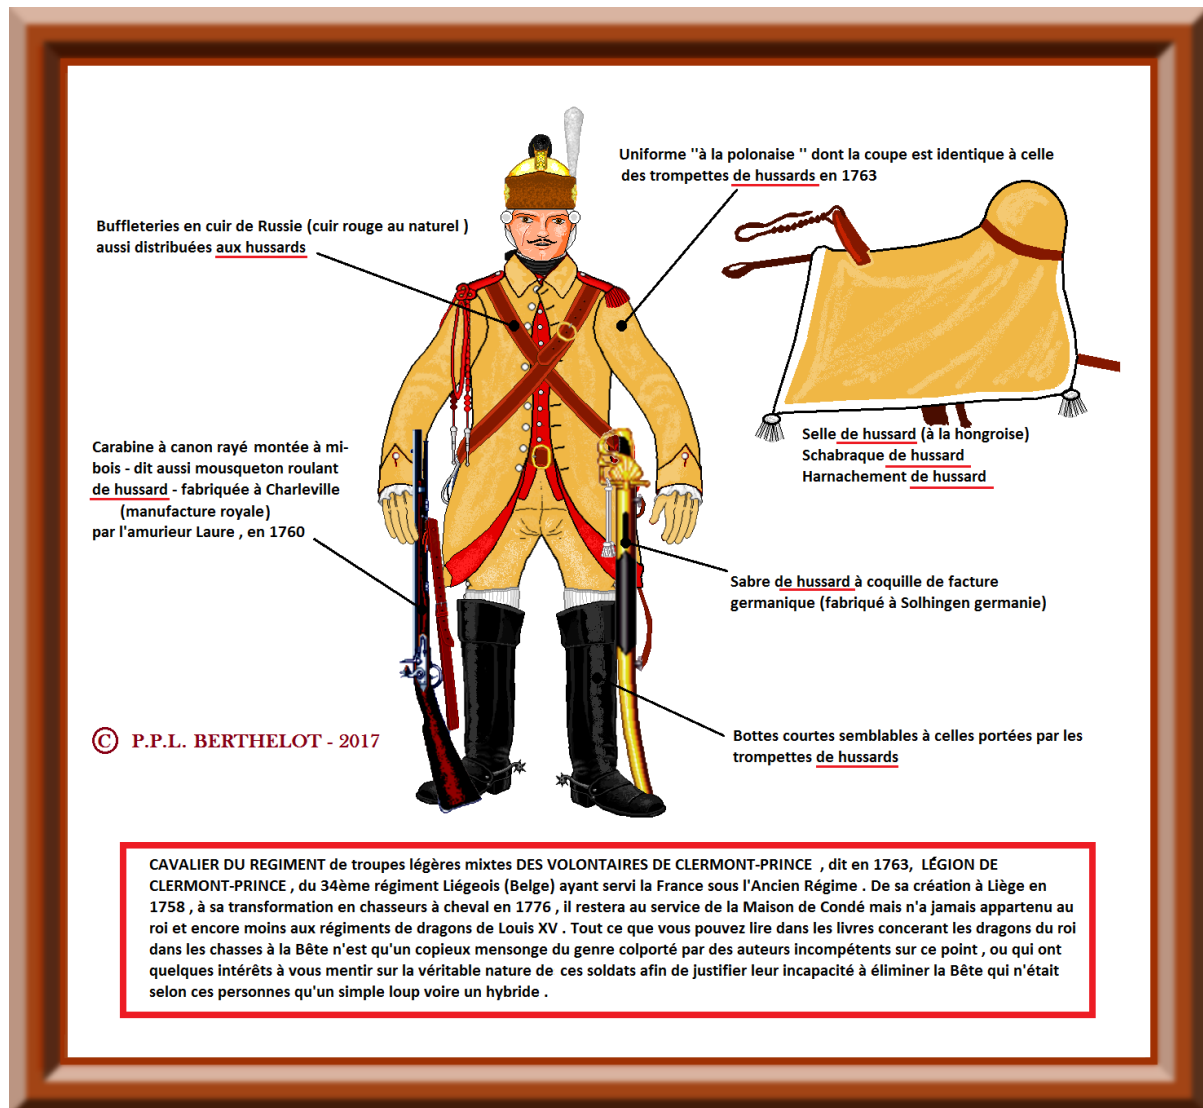 Uniforme "à la polonaise " dont la coupe est identique à celle
des trompettes de hussards en 1763
Buffleteries en cuir de Russie (cuir rouge au naturel )
aussi distribuées aux hussards
Selle de hussard (à la hongroise)
Schabraque de hussard
Harnachement de hussard
Carabine à canon rayé montée à mi-
bois - dit aussi mousqueton roulant
de hussard - fabriquée à Charleville
(manufacture royale)
par l'amurieur Laure , en 1760
Sabre de hussard à coquille de facture
germanique (fabriqué à Solhingen germanie)
Bottes courtes semblables à celles portées par les
trompettes de hussards
© P.P.L. BERTHELOT - 2017
CAVALIER DU REGIMENT de troupes légères mixtes DES VOLONTAIRES DE CLERMONT-PRINCE , dit en 1763, LÉGION DE
CLERMONT-PRINCE , du 34ème régiment Liégeois (Belge) ayant servi la France sous l'Ancien Régime . De sa création à Liège en
1758 , à sa transformation en chasseurs à cheval en 1776 , il restera au service de la Maison de Condé mais n'a jamais appartenu au
roi et encore moins aux régiments de dragons de Louis XV . Tout ce que vous pouvez lire dans les livres concerant les dragons du roi
dans les chasses à la Bête n'est qu'un copieux mensonge du genre colporté par des auteurs incompétents sur ce point , ou qui ont
quelques intérêts à vous mentir sur la véritable nature de ces soldats afin de justifier leur incapacité à éliminer la Bête qui n'était
selon ces personnes qu'un simple loup voire un hybride .